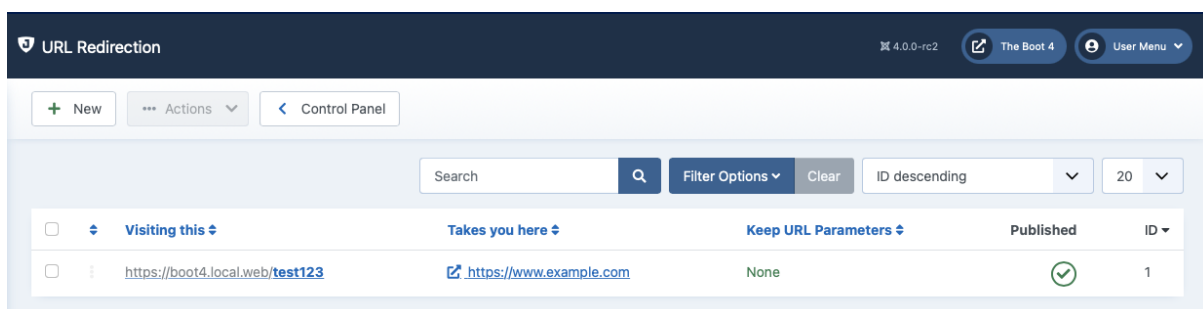 URL Redirection 4.0.0-rc2 The Boot 4 User Menu
New Actions Control Panel
Search Filter Options Clear ID descending 20
Visiting this Takes you here Keep URL Parameters Published ID
https://boot4.local.web/test123 https://www.example.com None 1